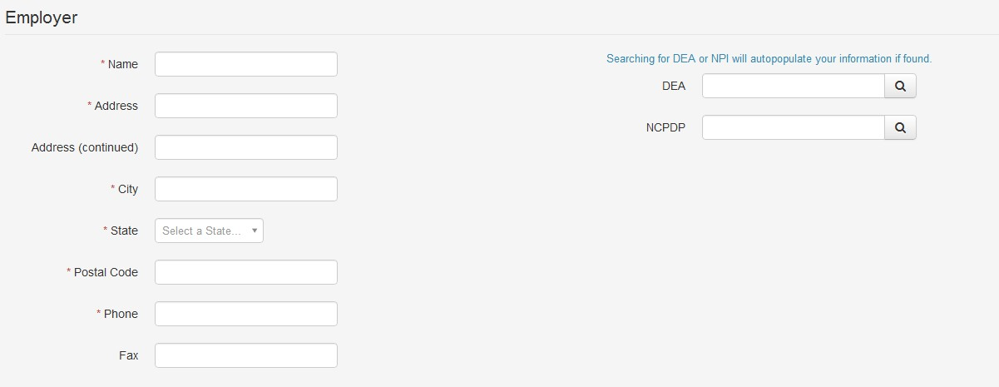 Employer
* Name
* Address
Address (continued)
* City
* State
Select a State...
* Postal Code
* Phone
Fax
Searching for DEA or NPI will autopopulate your information if found.
DEA
NCPDP